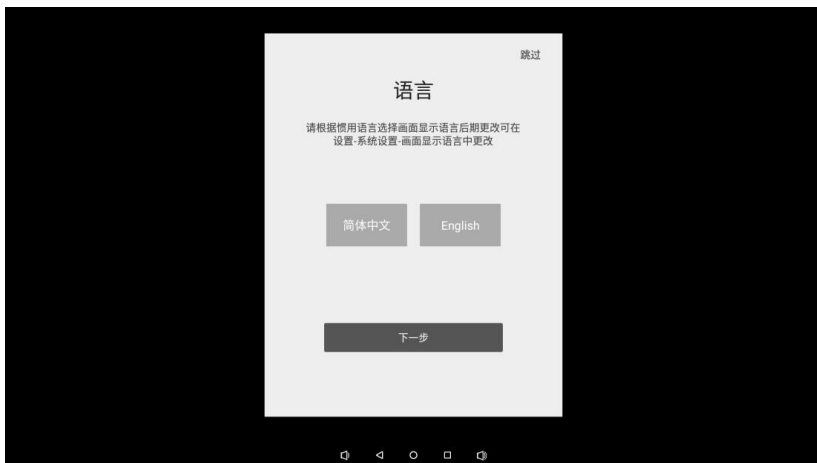 跳过
语言
请根据惯用语言选择画面显示语言后期更改可在
设置-系统设置-画面显示语言中更改
简体中文
English
下一步